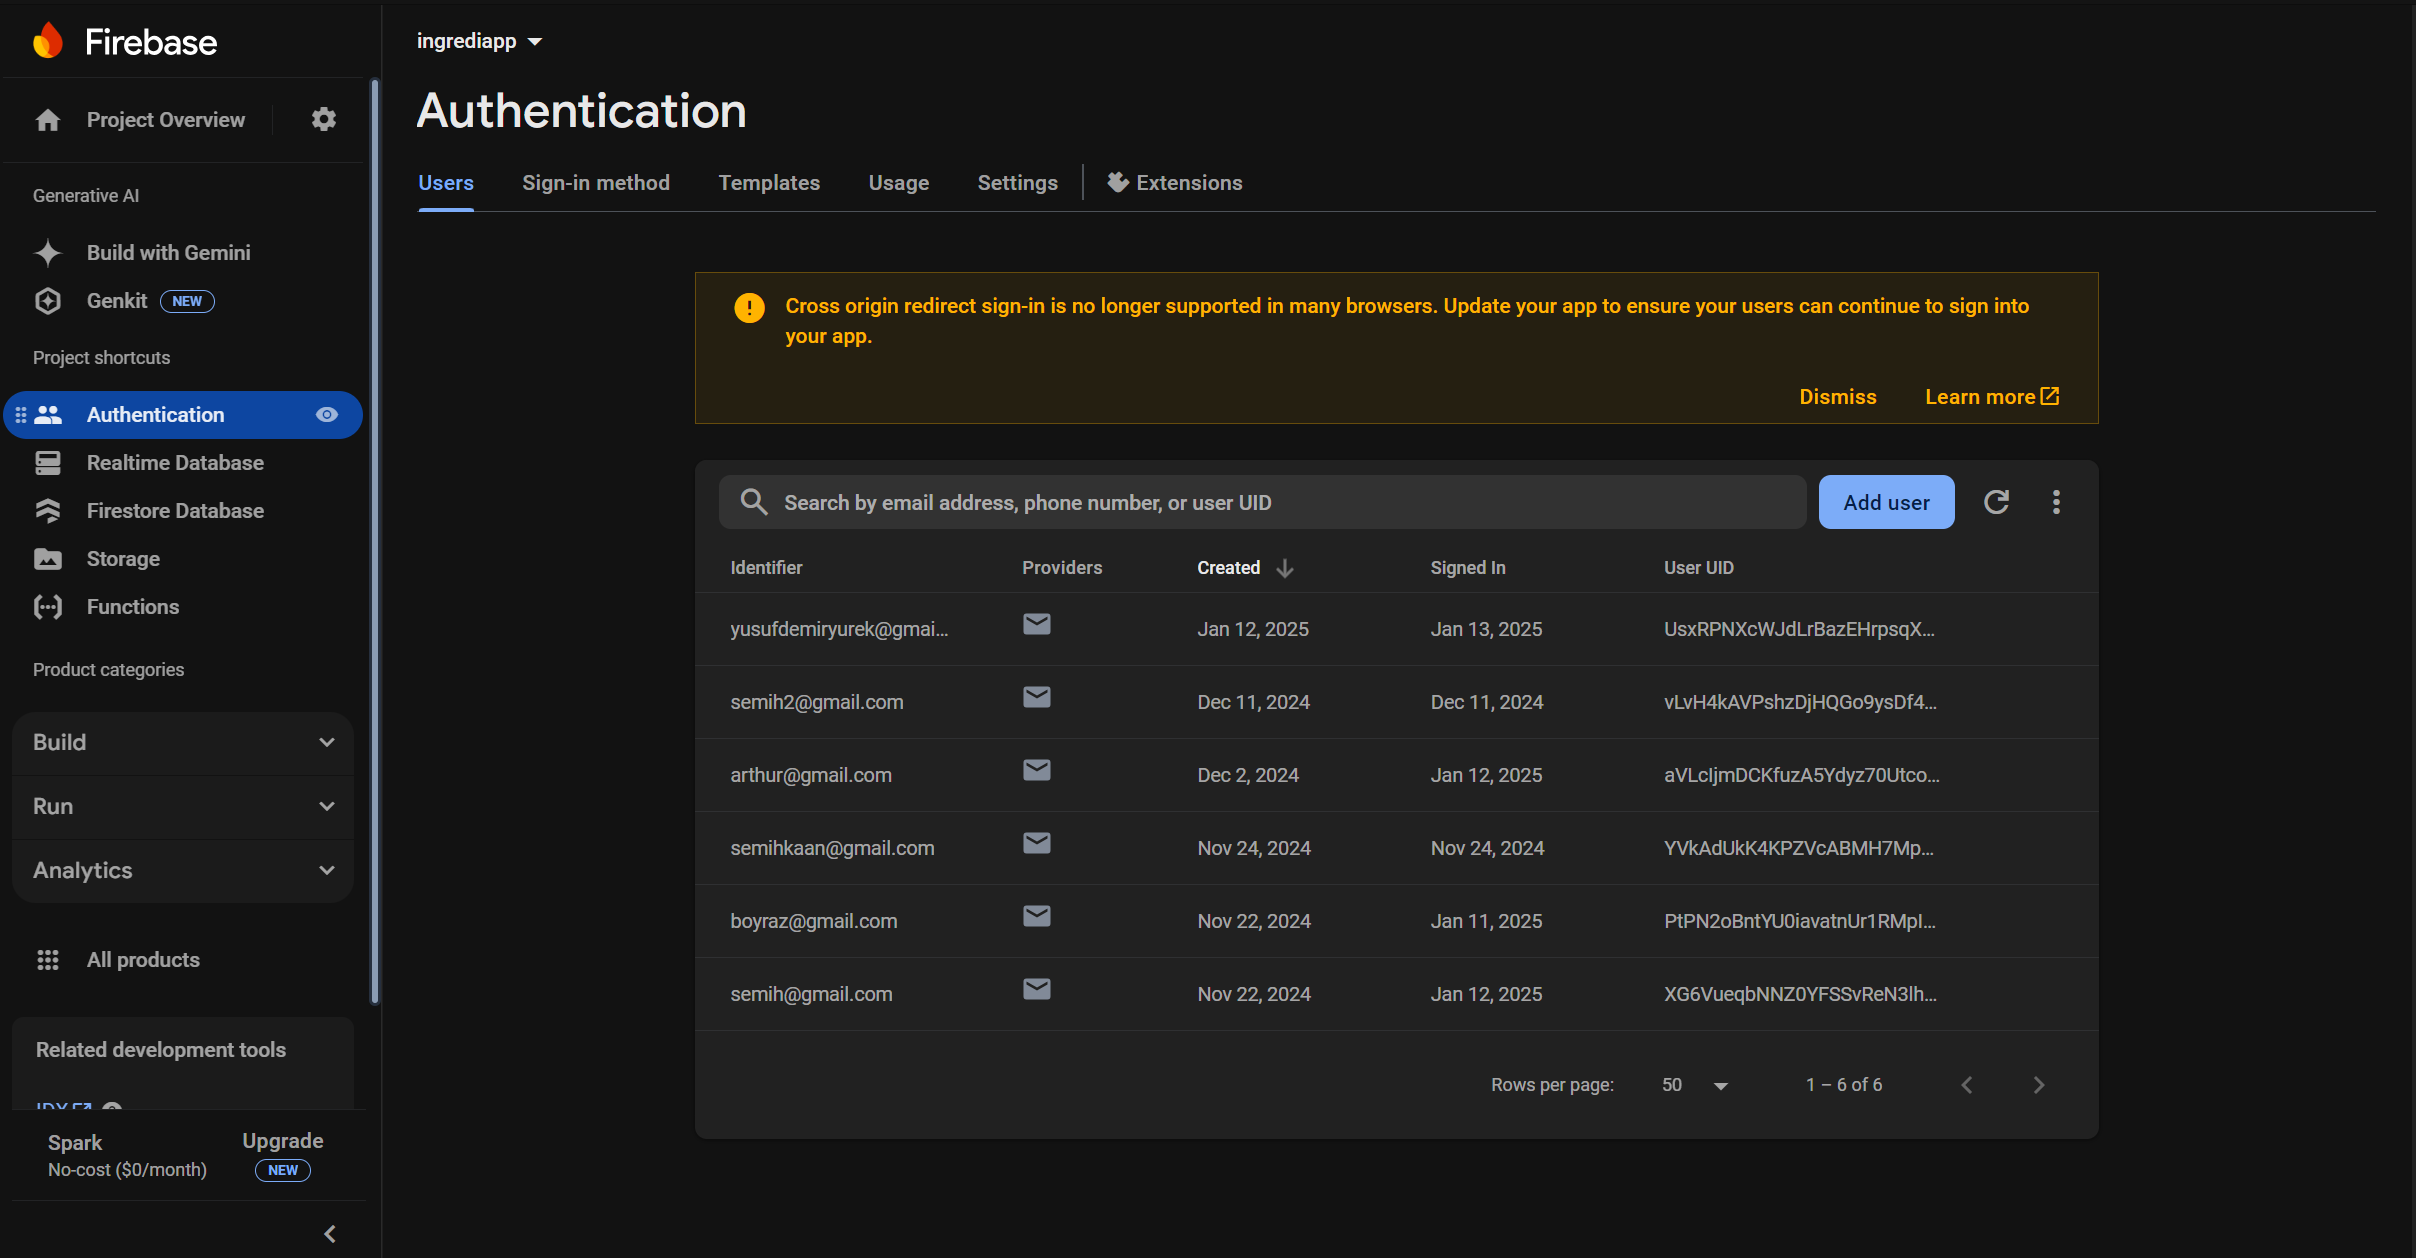 Firebase
Project Overview
Generative AI
Build with Gemini
Genkit NEW
Project shortcuts
Authentication
Realtime Database
Firestore Database
Storage
Functions
Product categories
Build
Run
Analytics
All products
Related development tools
Spark
No-cost ($0/month)
Upgrade
NEW
ingrediapp
Authentication
Users Sign-in method Templates Usage Settings Extensions
Cross origin redirect sign-in is no longer supported in many browsers. Update your app to ensure your users can continue to sign into
your app.
Dismiss Learn more
Search by email address, phone number, or user UID Add user
Identifier Providers Created Signed In User UID
yusufdemiryurek@gmai... Jan 12, 2025 Jan 13, 2025 UsxRPNXcWJdLrBazEHrpsqX...
semih2@gmail.com Dec 11, 2024 Dec 11, 2024 vLvH4kAVPshzDjHQGo9ysDf4...
arthur@gmail.com Dec 2, 2024 Jan 12, 2025 aVLcIjmDCKfuzA5Ydyz70Utco...
semihkaan@gmail.com Nov 24, 2024 Nov 24, 2024 YVkAdUkK4KPZVcABMH7Mp...
boyraz@gmail.com Nov 22, 2024 Jan 11, 2025 PtPN2oBntYU0iavatnUr1RMpI...
semih@gmail.com Nov 22, 2024 Jan 12, 2025 XG6VueqbNNZ0YFSSvReN3lh...
Rows per page: 50 1 – 6 of 6